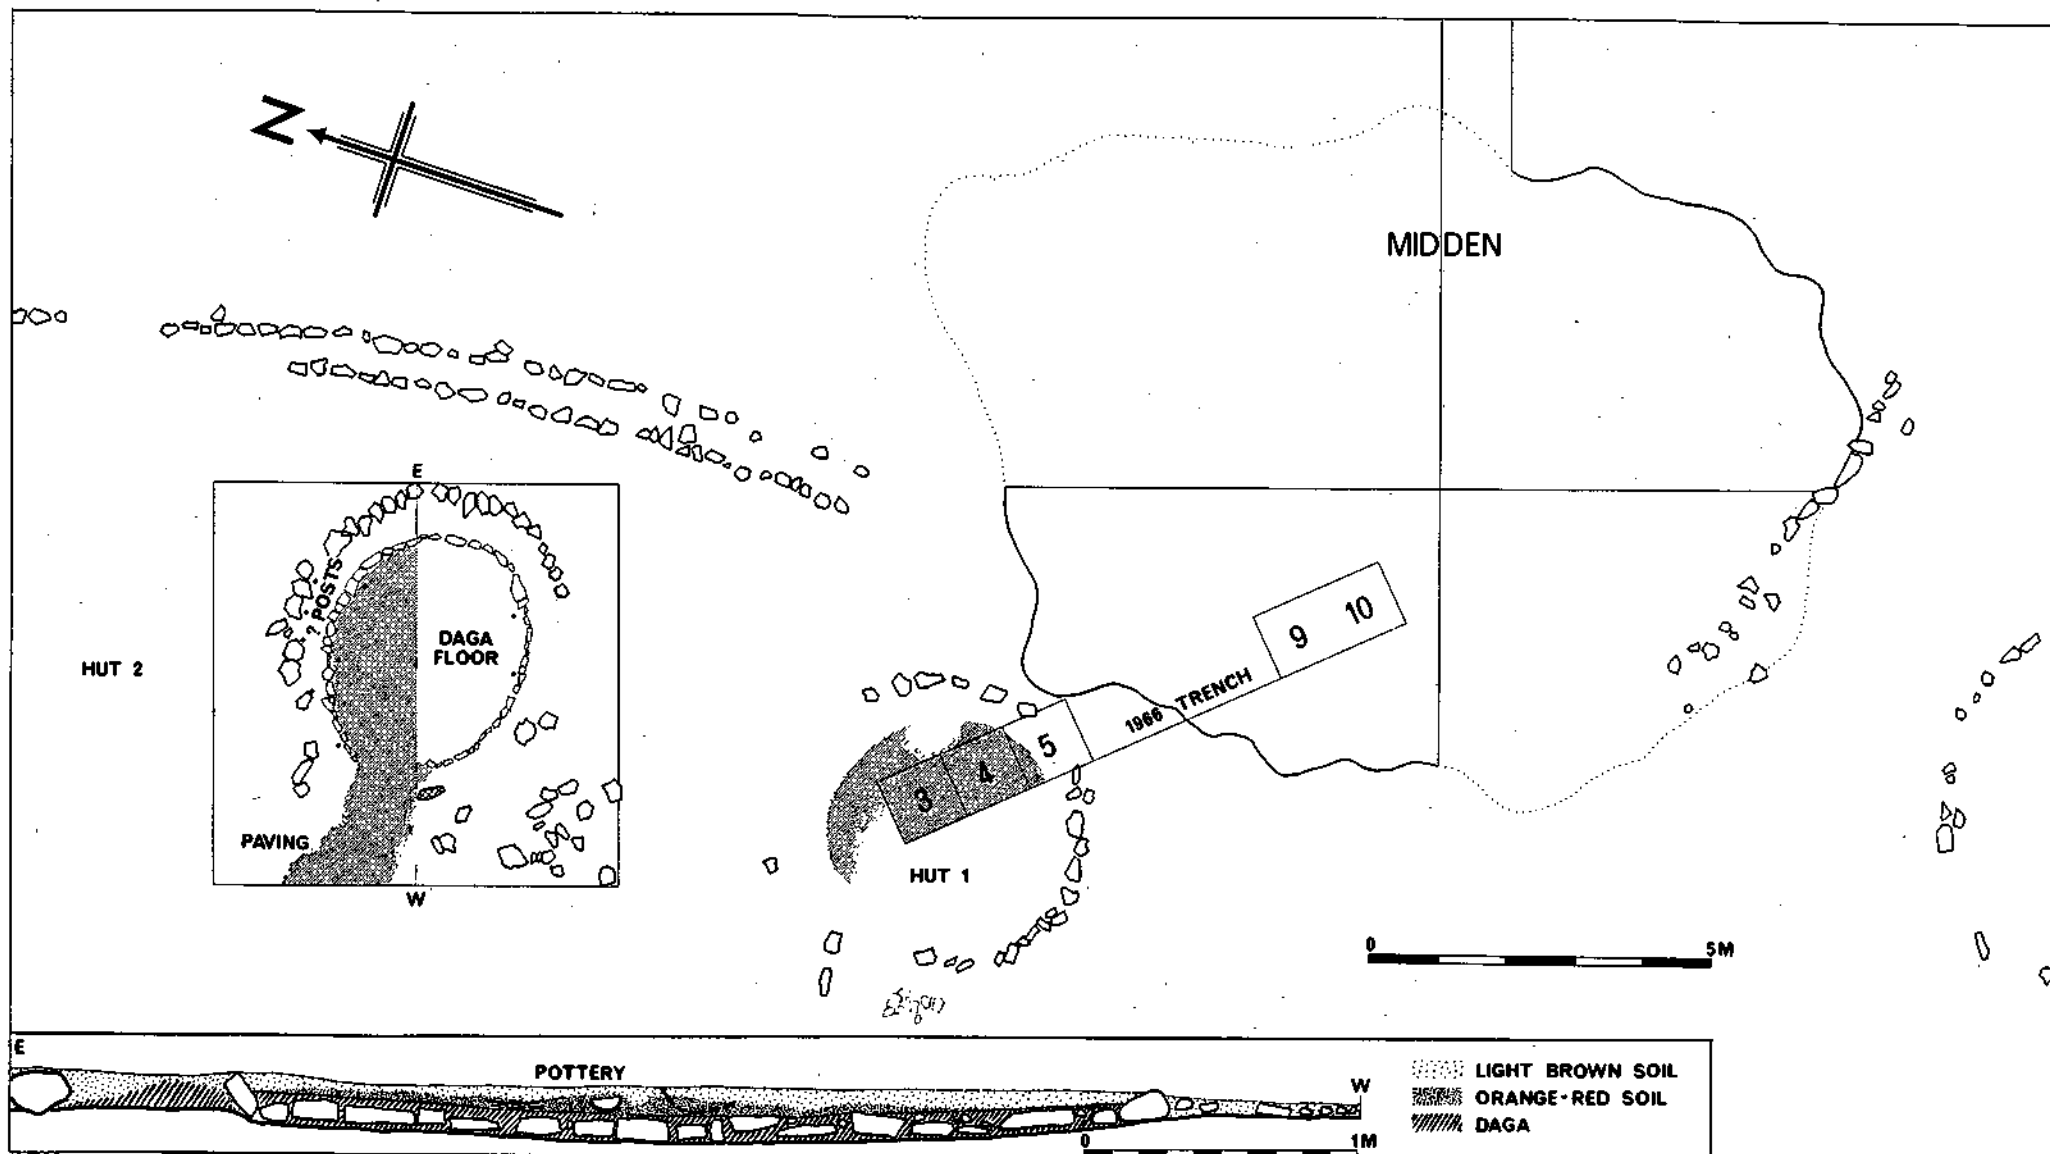 N
MIDDEN
E
? POSTS
DAGA
FLOOR
HUT 2
PAVING
W
1966 TRENCH
3
4
5
9
10
HUT 1
0 5M
E
POTTERY
W
0 1M
LIGHT BROWN SOIL
ORANGE-RED SOIL
DAGA